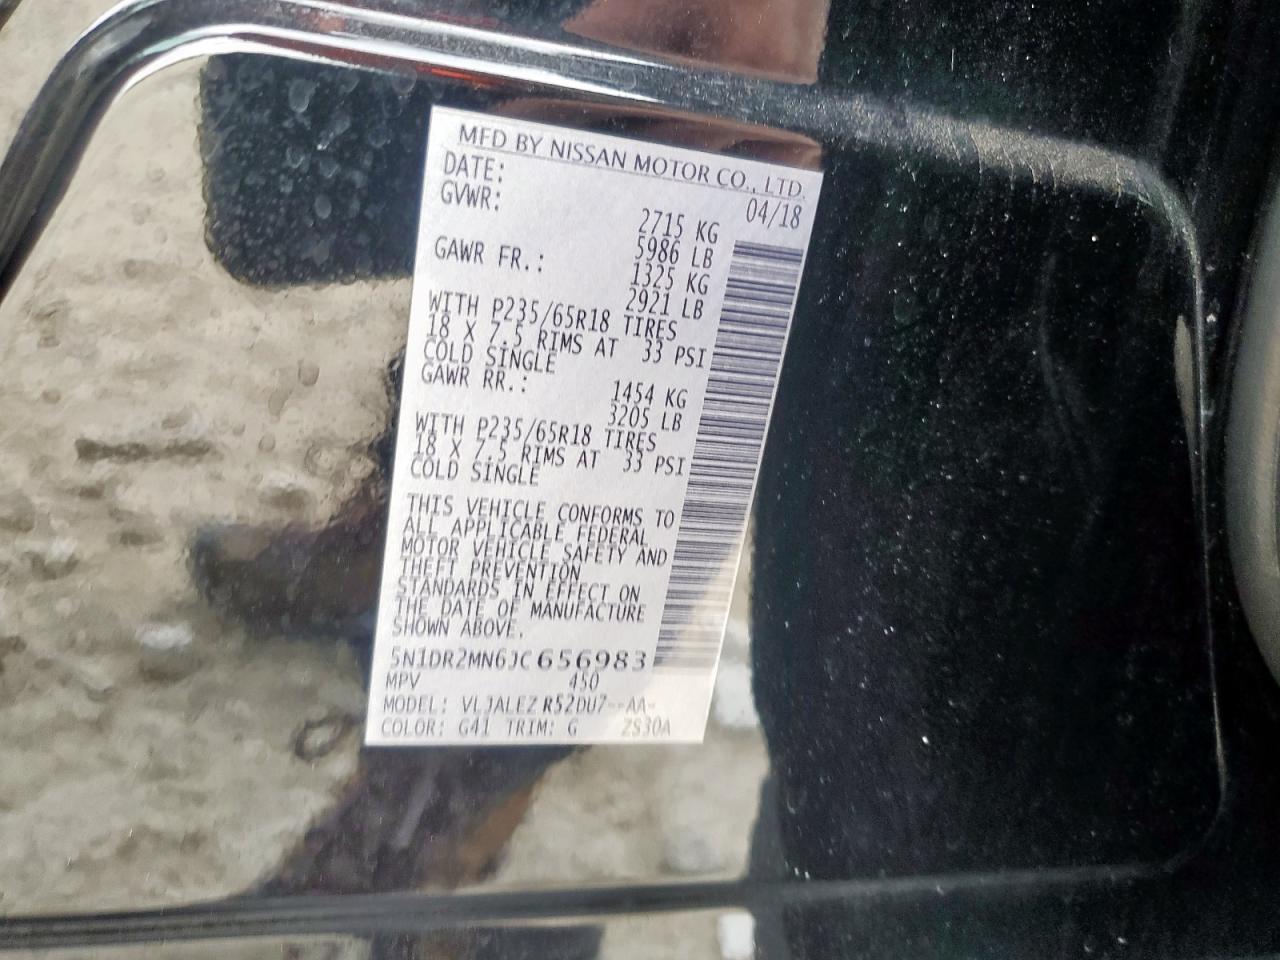 MFD BY NISSAN MOTOR CO., LTD.
DATE: 04/18
GVWR: 2715 KG
5986 LB
GAWR FR.: 1325 KG
2921 LB
WITH P235/65R18 TIRES
18 X 7.5 RIMS AT 33 PSI
COLD SINGLE
GAWR RR.: 1454 KG
3205 LB
WITH P235/65R18 TIRES
18 X 7.5 RIMS AT 33 PSI
COLD SINGLE
THIS VEHICLE CONFORMS TO
ALL APPLICABLE FEDERAL
MOTOR VEHICLE SAFETY AND
THEFT PREVENTION
STANDARDS IN EFFECT ON
THE DATE OF MANUFACTURE
SHOWN ABOVE.
5N1DR2MN6JC656983
MPV 450
MODEL: VLJALEZ R52DU7--AA-
COLOR: G41 TRIM: G ZS30A